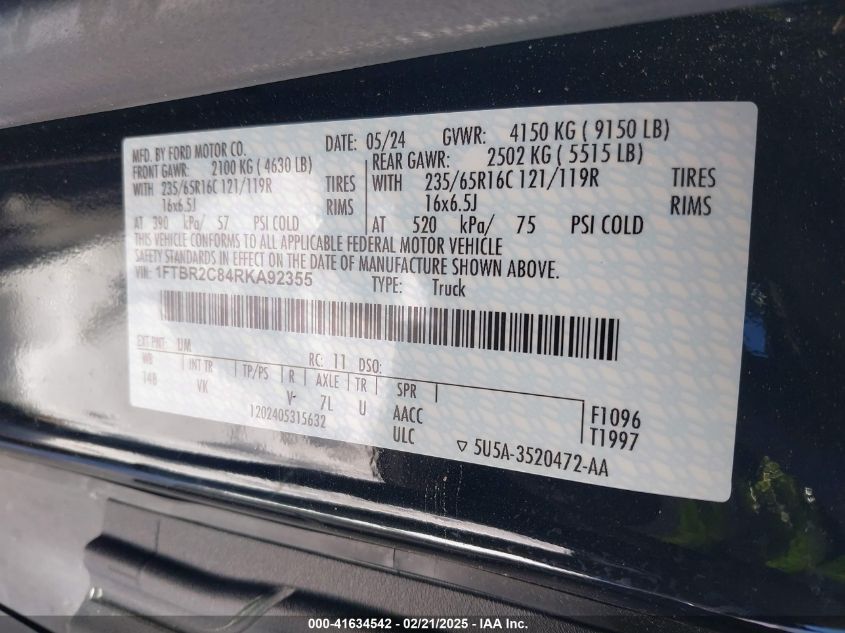 MFD. BY FORD MOTOR CO. DATE: 05/24 GVWR: 4150 KG ( 9150 LB)
FRONT GAWR: 2100 KG ( 4630 LB) REAR GAWR: 2502 KG ( 5515 LB)
WITH 235/65R16C 121/119R TIRES WITH 235/65R16C 121/119R TIRES
16x6.5J RIMS 16x6.5J RIMS
AT 390 kPa/ 57 PSI COLD AT 520 kPa/ 75 PSI COLD
THIS VEHICLE CONFORMS TO ALL APPLICABLE FEDERAL MOTOR VEHICLE
SAFETY STANDARDS IN EFFECT ON THE DATE OF MANUFACTURE SHOWN ABOVE.
VIN: 1FTBR2C84RKA92355 TYPE: Truck
EXT PNT: UM RC: 11 DSO:
WB INT TR TP/PS R AXLE TR SPR
148 VK V- 7L U AACC F1096
1202405315632 ULC T1997
▽ 5U5A-3520472-AA
000-41634542 — 02/21/2025 — IAA Inc.